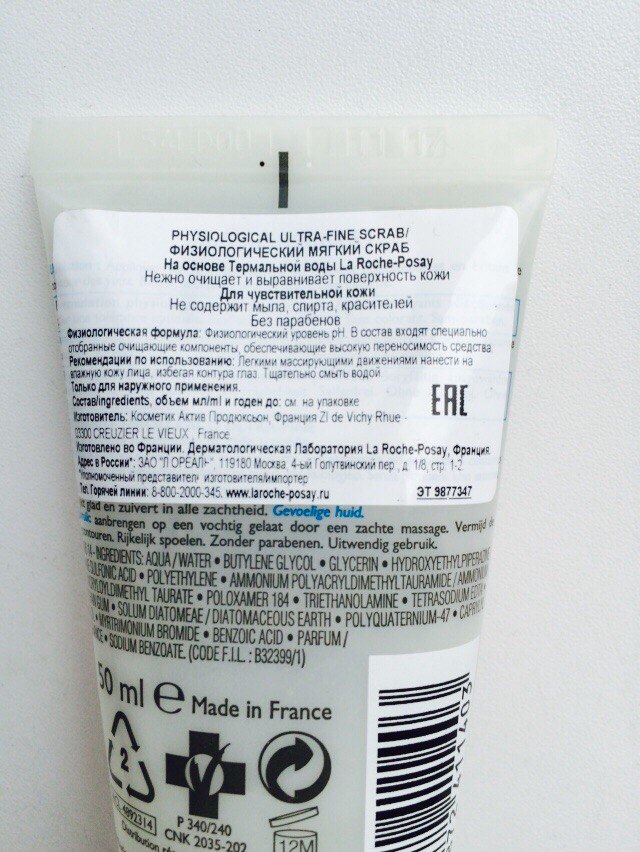 PHYSIOLOGICAL ULTRA-FINE SCRAB/
ФИЗИОЛОГИЧЕСКИЙ МЯГКИЙ СКРАБ
На основе Термальной воды La Roche-Posay
Нежно очищает и выравнивает поверхность кожи
Для чувствительной кожи
Не содержит мыла, спирта, красителей
Без парабенов
Физиологическая формула: Физиологический уровень pH. В состав входят специально
отобранные очищающие компоненты, обеспечивающие высокую переносимость средства.
Рекомендации по использованию: Легкими массирующими движениями нанести на
влажную кожу лица, избегая контура глаз. Тщательно смыть водой.
Только для наружного применения.
Состав/ingredients, объем мл/ml и годен до: см. на упаковке
EAC
Изготовитель: Косметик Актив Продюксьон, Франция ZI de Vichy Rhue -
03300 CREUZIER LE VIEUX, France
Изготовлено во Франции. Дерматологическая Лаборатория La Roche-Posay, Франция.
Адрес в России*: ЗАО "Л ОРЕАЛЬ", 119180 Москва, 4-ый Голутвинский пер., д. 1/8, стр. 1-2
*уполномоченный представитель изготовителя/импортер
Тел. Горячей линии: 8-800-2000-345. www.laroche-posay.ru
ЭТ 9877347
glad en zuivert in alle zachtheid. Gevoelige huid.
aanbrengen op een vochtig gelaat door een zachte massage. Vermijd de
contouren. Rijkelijk spoelen. Zonder parabenen. Uitwendig gebruik.
14 - INGREDIENTS: AQUA / WATER • BUTYLENE GLYCOL • GLYCERIN • HYDROXYETHYLPIPERAZINE
SULFONIC ACID • POLYETHYLENE • AMMONIUM POLYACRYLDIMETHYLTAURAMIDE / AMMONIUM
DIMETHYL TAURATE • POLOXAMER 184 • TRIETHANOLAMINE • TETRASODIUM EDTA •
GUM • SOLUM DIATOMEAE / DIATOMACEOUS EARTH • POLYQUATERNIUM-47 •
MYRTRIMONIUM BROMIDE • BENZOIC ACID • PARFUM /
• SODIUM BENZOATE. (CODE F.I.L. : B32399/1)
50 ml e Made in France
2
4892314
P 340/240
CNK 2035-202
12M